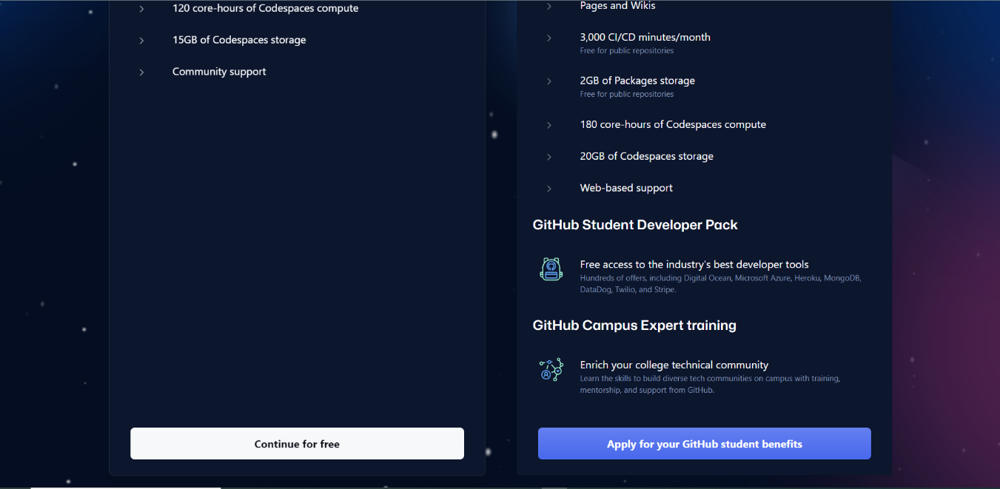 120 core-hours of Codespaces compute
15GB of Codespaces storage
Community support
Continue for free
Pages and Wikis
3,000 CI/CD minutes/month
Free for public repositories
2GB of Packages storage
Free for public repositories
180 core-hours of Codespaces compute
20GB of Codespaces storage
Web-based support
GitHub Student Developer Pack
Free access to the industry's best developer tools
Hundreds of offers, including Digital Ocean, Microsoft Azure, Heroku, MongoDB,
DataDog, Twilio, and Stripe.
GitHub Campus Expert training
Enrich your college technical community
Learn the skills to build diverse tech communities on campus with training,
mentorship, and support from GitHub.
Apply for your GitHub student benefits